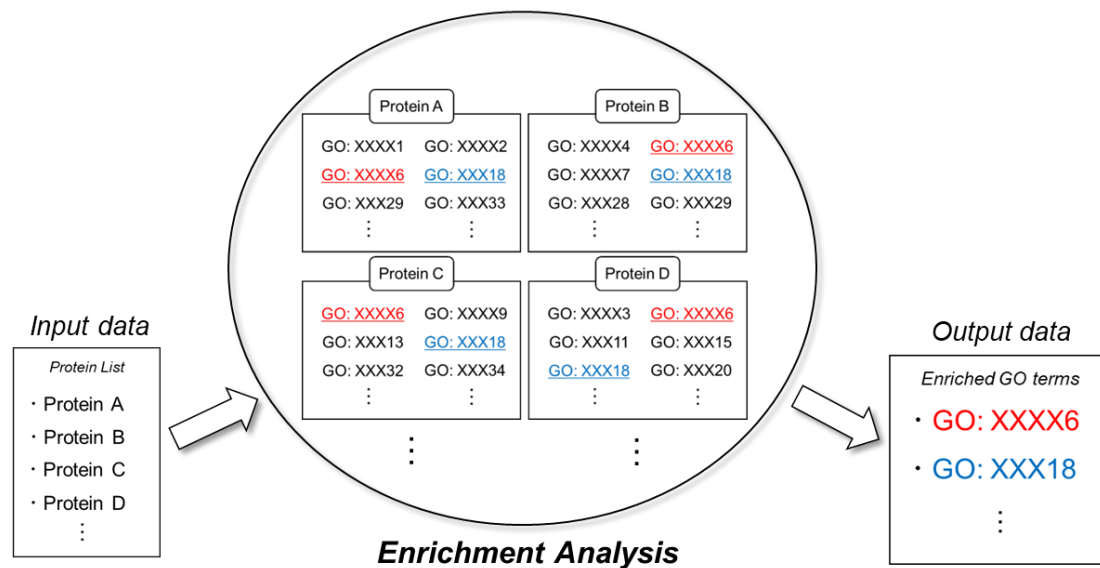 Input data
Protein List
・Protein A
・Protein B
・Protein C
・Protein D
⋮
Protein A
GO: XXXX1 GO: XXXX2
GO: XXXX6 GO: XXX18
GO: XXX29 GO: XXX33
⋮ ⋮
Protein B
GO: XXXX4 GO: XXXX6
GO: XXXX7 GO: XXX18
GO: XXX28 GO: XXX29
⋮ ⋮
Protein C
GO: XXXX6 GO: XXXX9
GO: XXX13 GO: XXX18
GO: XXX32 GO: XXX34
⋮ ⋮
Protein D
GO: XXXX3 GO: XXXX6
GO: XXX11 GO: XXX15
GO: XXX18 GO: XXX20
⋮ ⋮
⋮ ⋮
Enrichment Analysis
Output data
Enriched GO terms
・GO: XXXX6
・GO: XXX18
⋮